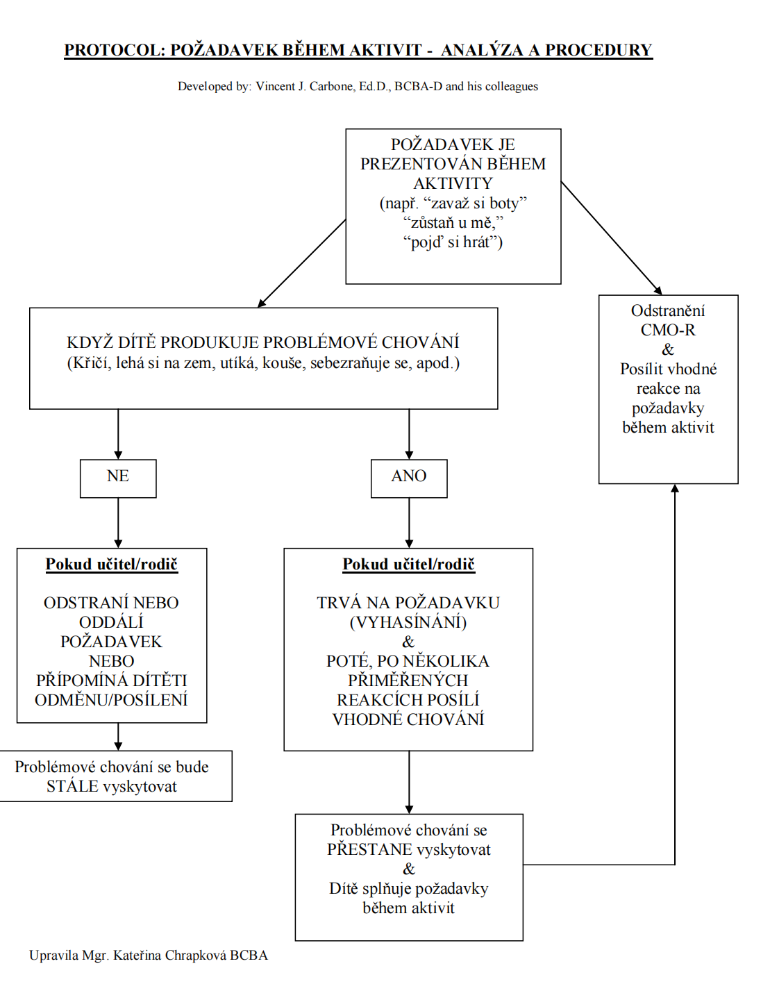 PROTOCOL: POŽADAVEK BĚHEM AKTIVIT - ANALÝZA A PROCEDURY
Developed by: Vincent J. Carbone, Ed.D., BCBA-D and his colleagues
POŽADAVEK JE
PREZENTOVÁN BĚHEM
AKTIVITY
(např. “zavaž si boty”
“zůstaň u mě,”
“pojď si hrát”)
Odstranění
CMO-R
&
Posílit vhodné
reakce na
požadavky
během aktivit
KDYŽ DÍTĚ PRODUKUJE PROBLÉMOVÉ CHOVÁNÍ
(Křičí, lehá si na zem, utíká, kouše, sebezraňuje se, apod.)
NE
ANO
Pokud učitel/rodič
ODSTRANÍ NEBO
ODDÁLÍ
POŽADAVEK
NEBO
PŘÍPOMÍNÁ DÍTĚTI
ODMĚNU/POSÍLENÍ
Pokud učitel/rodič
TRVÁ NA POŽADAVKU
(VYHASÍNÁNÍ)
&
POTÉ, PO NĚKOLIKA
PŘIMĚŘENÝCH
REAKCÍCH POSÍLÍ
VHODNÉ CHOVÁNÍ
Problémové chování se bude
STÁLE vyskytovat
Problémové chování se
PŘESTANE vyskytovat
&
Dítě splňuje požadavky
během aktivit
Upravila Mgr. Kateřina Chrapková BCBA